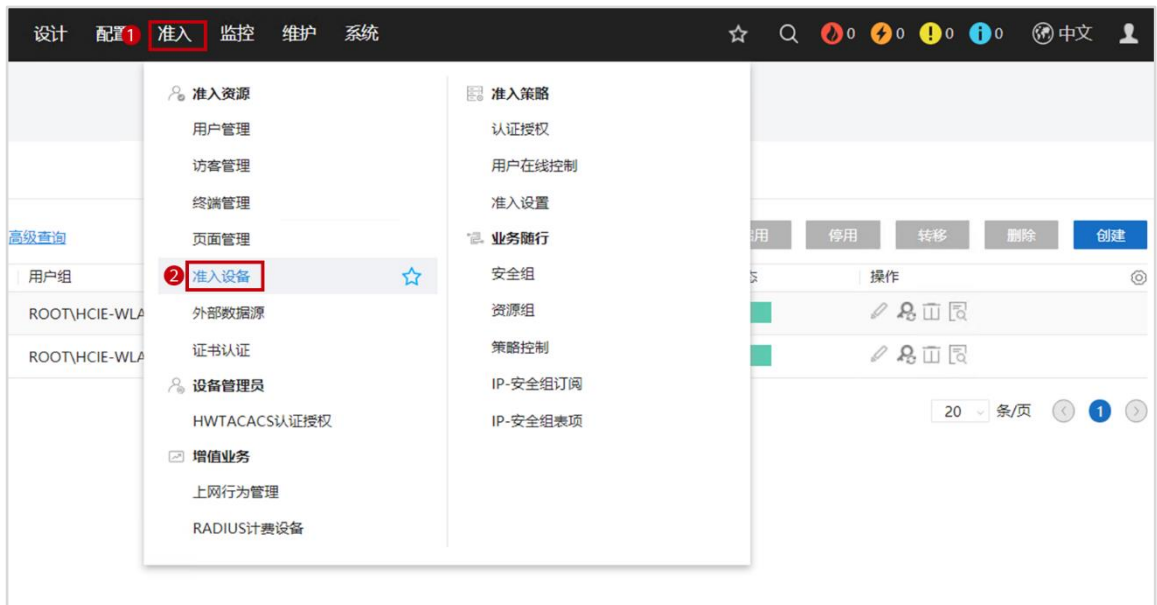 设计 配置 1 准入 监控 维护 系统 0 0 0 0 中文
准入资源
用户管理
访客管理
终端管理
页面管理
2 准入设备
外部数据源
证书认证
设备管理员
HWTACACS认证授权
增值业务
上网行为管理
RADIUS计费设备
准入策略
认证授权
用户在线控制
准入设置
业务随行
安全组
资源组
策略控制
IP-安全组订阅
IP-安全组表项
高级查询
用 停用 转移 删除 创建
用户组 操作
ROOT\HCIE-WLA
ROOT\HCIE-WLA
20 条/页 1